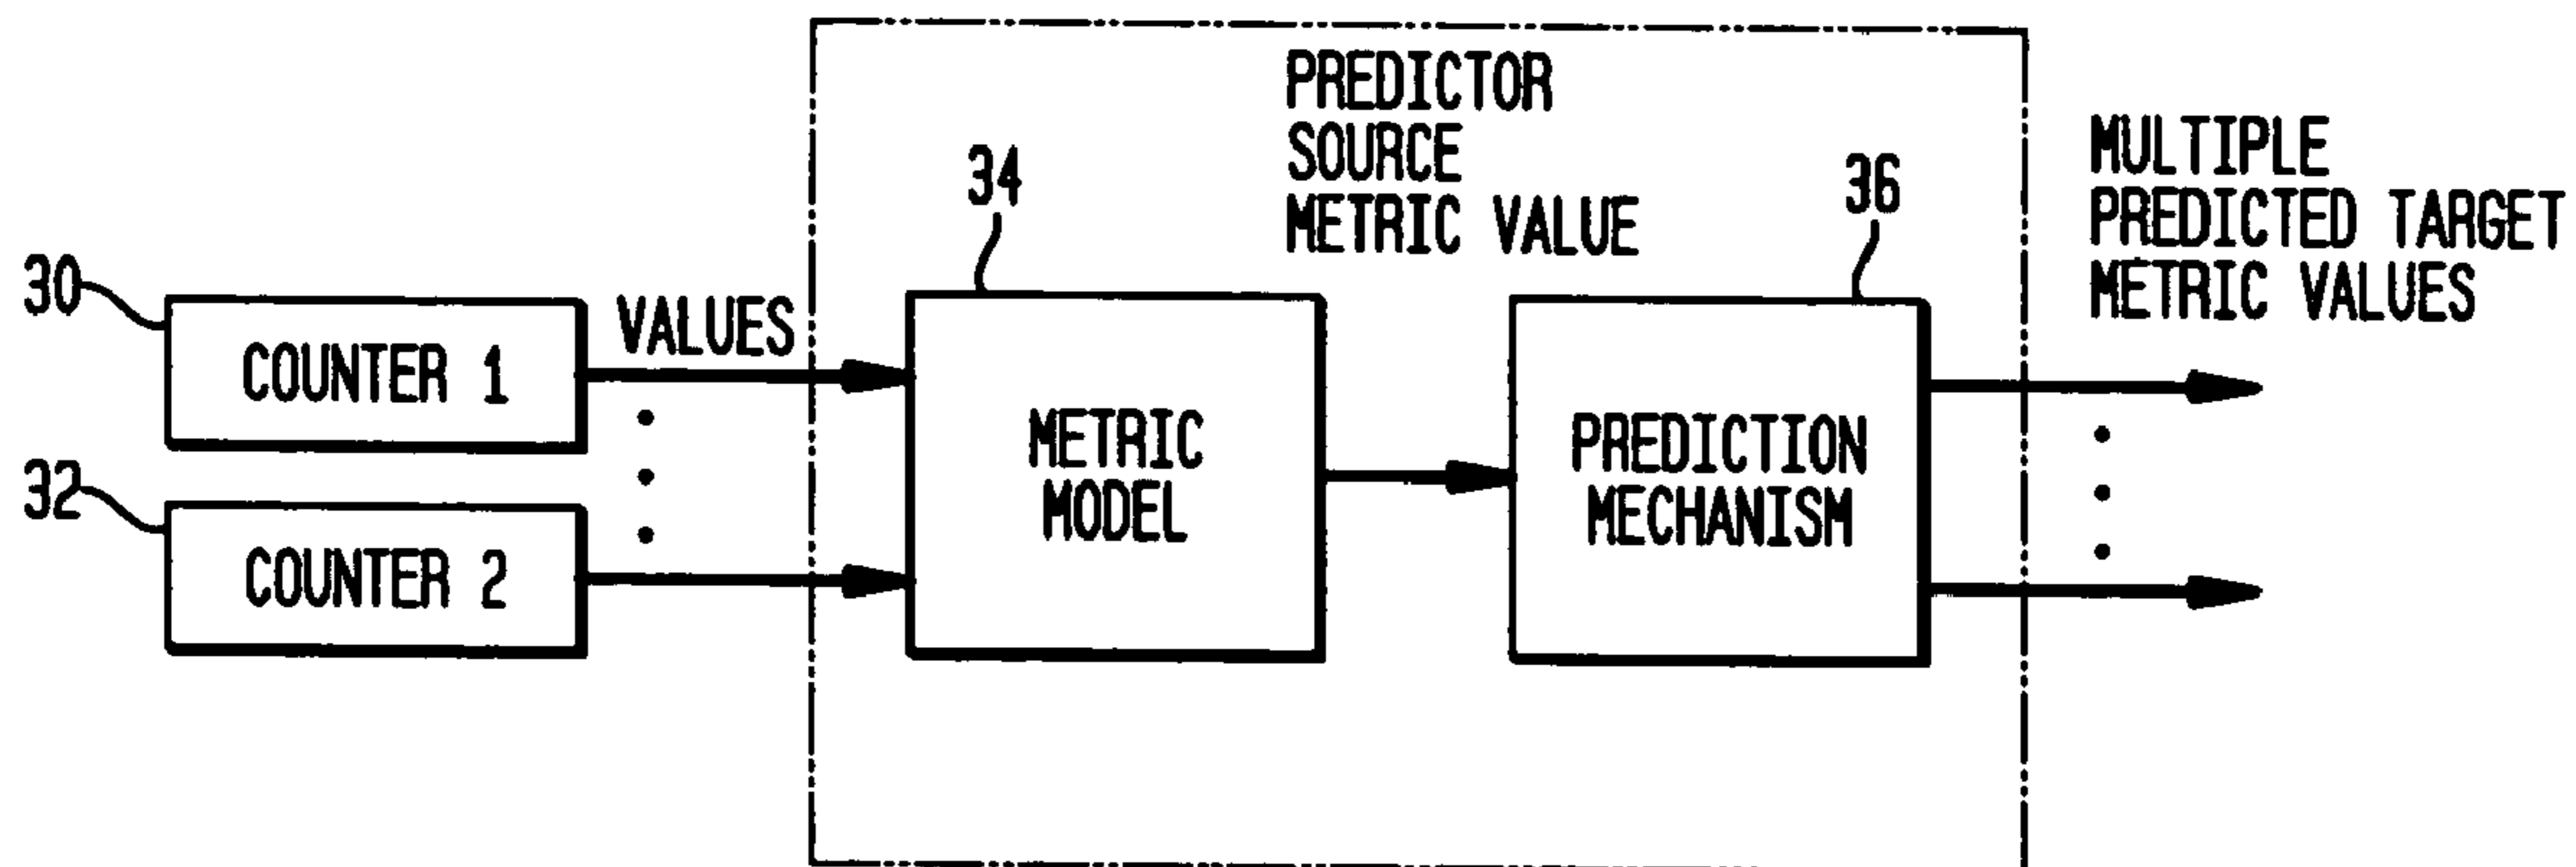 PREDICTOR
SOURCE
METRIC VALUE
MULTIPLE
PREDICTED TARGET
METRIC VALUES
34
36
30
VALUES
COUNTER 1
32
COUNTER 2
METRIC
MODEL
PREDICTION
MECHANISM